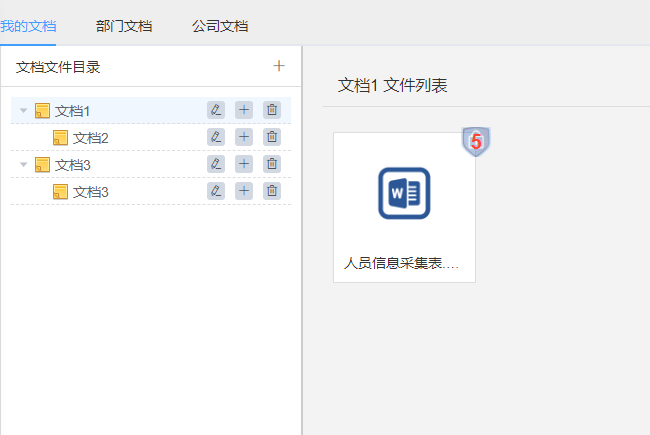 我的文档 部门文档 公司文档
文档文件目录
文档1
文档2
文档3
文档3
文档1 文件列表
5
W
人员信息采集表....